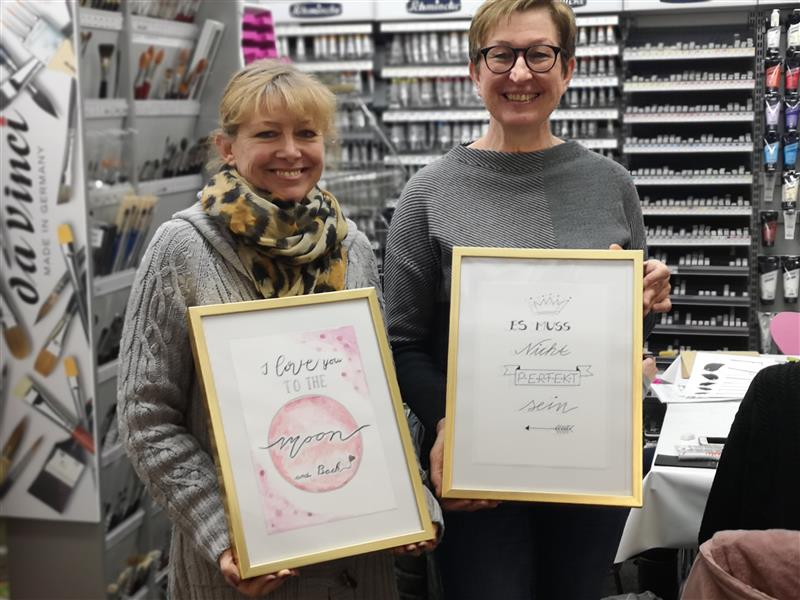 Schmincke
Schmincke
da Vinci
MADE IN GERMANY
I love you
TO THE
moon
and Back
ES MUSS
Nicht
PERFEKT
sein